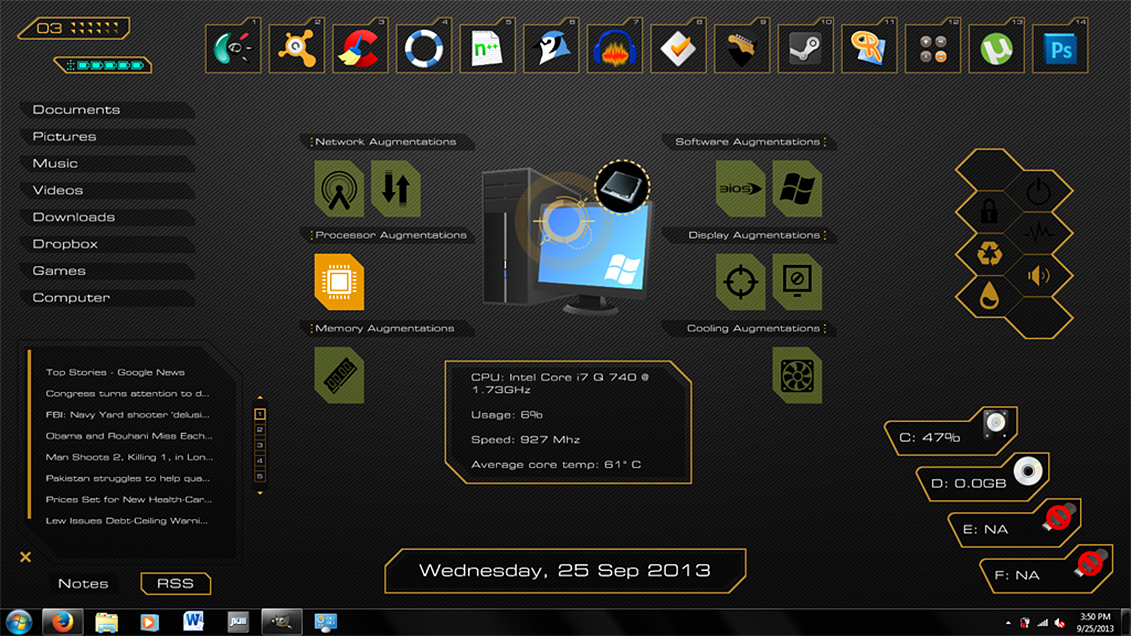 03
1
2
3
4
5
6
7
8
9
10
11
12
13
14
n++
Ps
Documents
Pictures
Music
Videos
Downloads
Dropbox
Games
Computer
Network Augmentations
Software Augmentations
BIOS
Processor Augmentations
Display Augmentations
Memory Augmentations
Cooling Augmentations
CPU: Intel Core i7 Q 740 @
1.73GHz
Usage: 6%
Speed: 927 Mhz
Average core temp: 61° C
Top Stories - Google News
Congress turns attention to d...
FBI: Navy Yard shooter 'delusi...
Obama and Rouhani Miss Each...
Man Shoots 2, Killing 1, in Lon...
Pakistan struggles to help qua...
Prices Set for New Health-Car...
Lew Issues Debt-Ceiling Warni...
1
2
3
4
5
C: 47%
D: 0.0GB
E: NA
F: NA
Notes
RSS
Wednesday, 25 Sep 2013
W
3:50 PM
9/25/2013